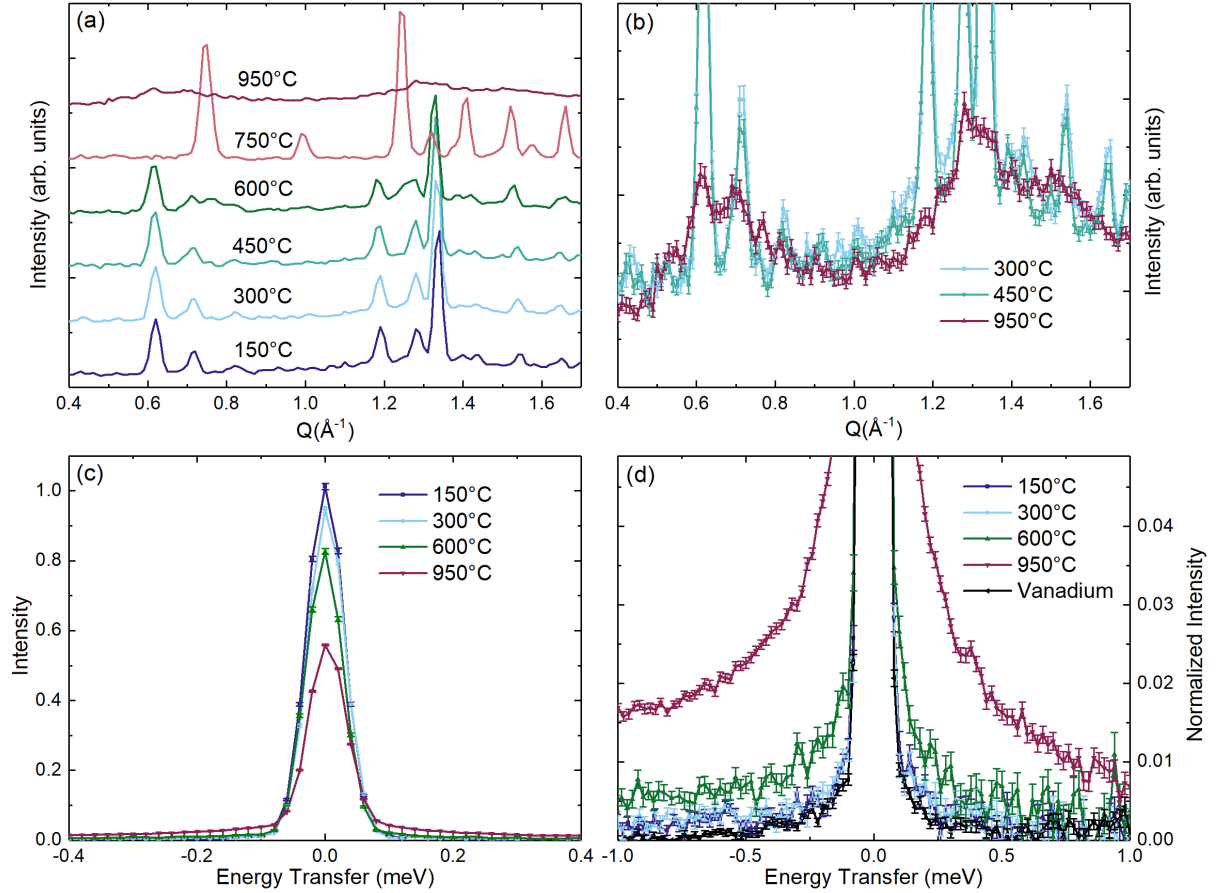 (a)
950°C
750°C
600°C
450°C
300°C
150°C
Intensity (arb. units)
0.4 0.6 0.8 1.0 1.2 1.4 1.6
Q(Å⁻¹)
(b)
300°C
450°C
950°C
Intensity (arb. units)
0.4 0.6 0.8 1.0 1.2 1.4 1.6
Q(Å⁻¹)
(c)
150°C
300°C
600°C
950°C
1.0
0.8
0.6
0.4
0.2
0.0
Intensity
-0.4 -0.2 0.0 0.2 0.4
Energy Transfer (meV)
(d)
150°C
300°C
600°C
950°C
Vanadium
0.04
0.03
0.02
0.01
0.00
Normalized Intensity
-1.0 -0.5 0.0 0.5 1.0
Energy Transfer (meV)